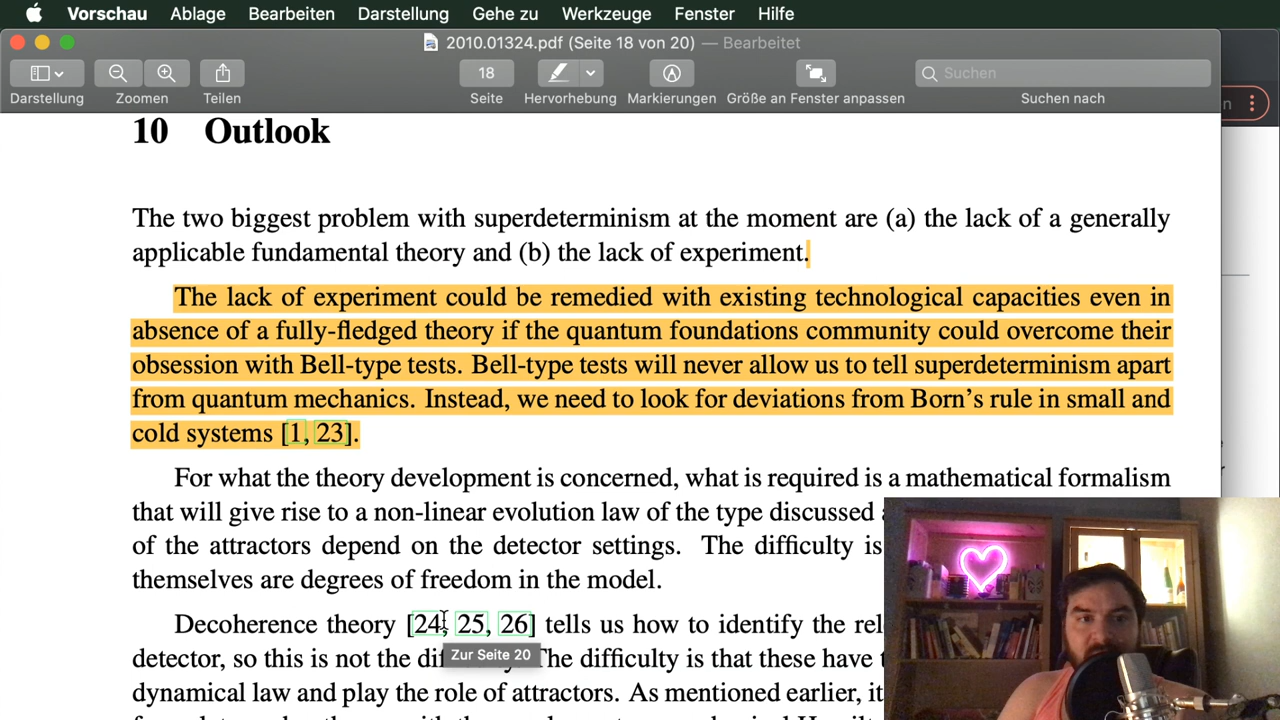 Vorschau Ablage Bearbeiten Darstellung Gehe zu Werkzeuge Fenster Hilfe
2010.01324.pdf (Seite 18 von 20) — Bearbeitet
18
Suchen
Darstellung Zoomen Teilen Seite Hervorhebung Markierungen Größe an Fenster anpassen Suchen nach
n
10 Outlook
The two biggest problem with superdeterminism at the moment are (a) the lack of a generally
applicable fundamental theory and (b) the lack of experiment.
The lack of experiment could be remedied with existing technological capacities even in
absence of a fully-fledged theory if the quantum foundations community could overcome their
obsession with Bell-type tests. Bell-type tests will never allow us to tell superdeterminism apart
from quantum mechanics. Instead, we need to look for deviations from Born's rule in small and
cold systems [1, 23].
For what the theory development is concerned, what is required is a mathematical formalism
that will give rise to a non-linear evolution law of the type discussed
of the attractors depend on the detector settings. The difficulty is
themselves are degrees of freedom in the model.
Decoherence theory [24, 25, 26] tells us how to identify the rel
detector, so this is not the The difficulty is that these have
Zur Seite 20
dynamical law and play the role of attractors. As mentioned earlier, it